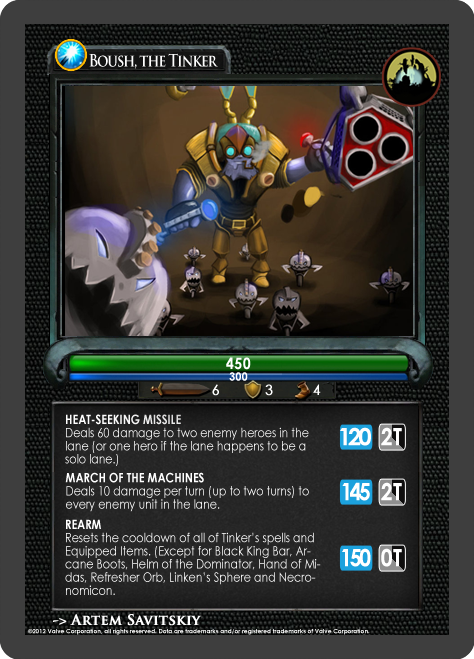 BOUSH, THE TINKER
450
300
6 3 4
HEAT-SEEKING MISSILE
Deals 60 damage to two enemy heroes in the
lane (or one hero if the lane happens to be a
solo lane.)
120 2T
MARCH OF THE MACHINES
Deals 10 damage per turn (up to two turns) to
every enemy unit in the lane.
145 2T
REARM
Resets the cooldown of all of Tinker's spells and
Equipped Items. (Except for Black King Bar, Ar-
cane Boots, Helm of the Dominator, Hand of Mi-
das, Refresher Orb, Linken's Sphere and Necro-
nomicon.
150 0T
-> ARTEM SAVITSKIY
©2012 Valve Corporation, all rights reserved. Dota are trademarks and/or registered trademarks of Valve Corporation.